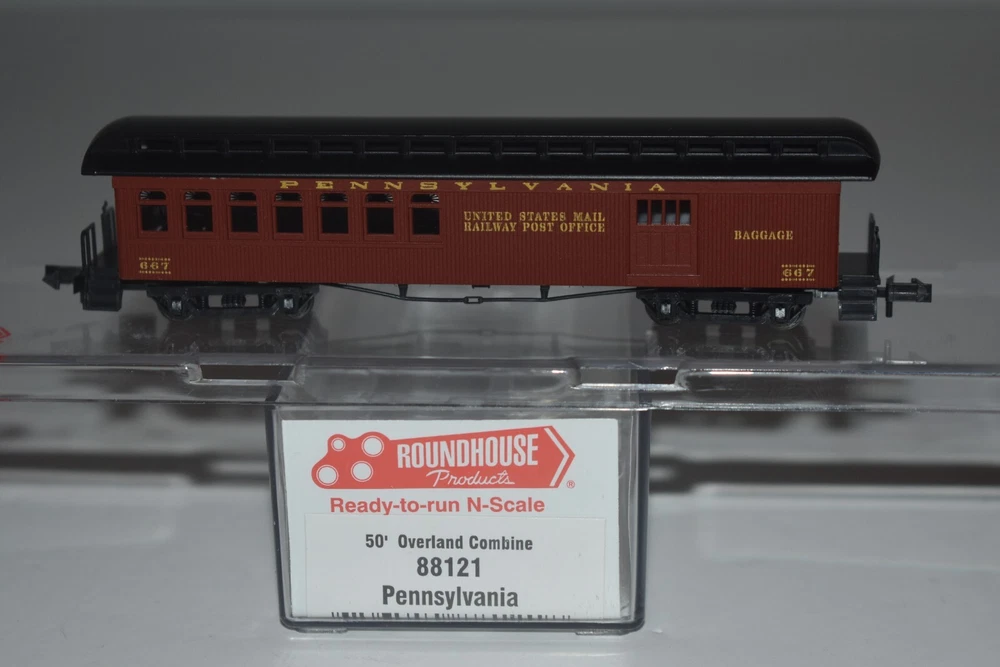 PENNSYLVANIA
UNITED STATES MAIL
RAILWAY POST OFFICE
BAGGAGE
667
667
ROUNDHOUSE
Products ®
Ready-to-run N-Scale
50' Overland Combine
88121
Pennsylvania